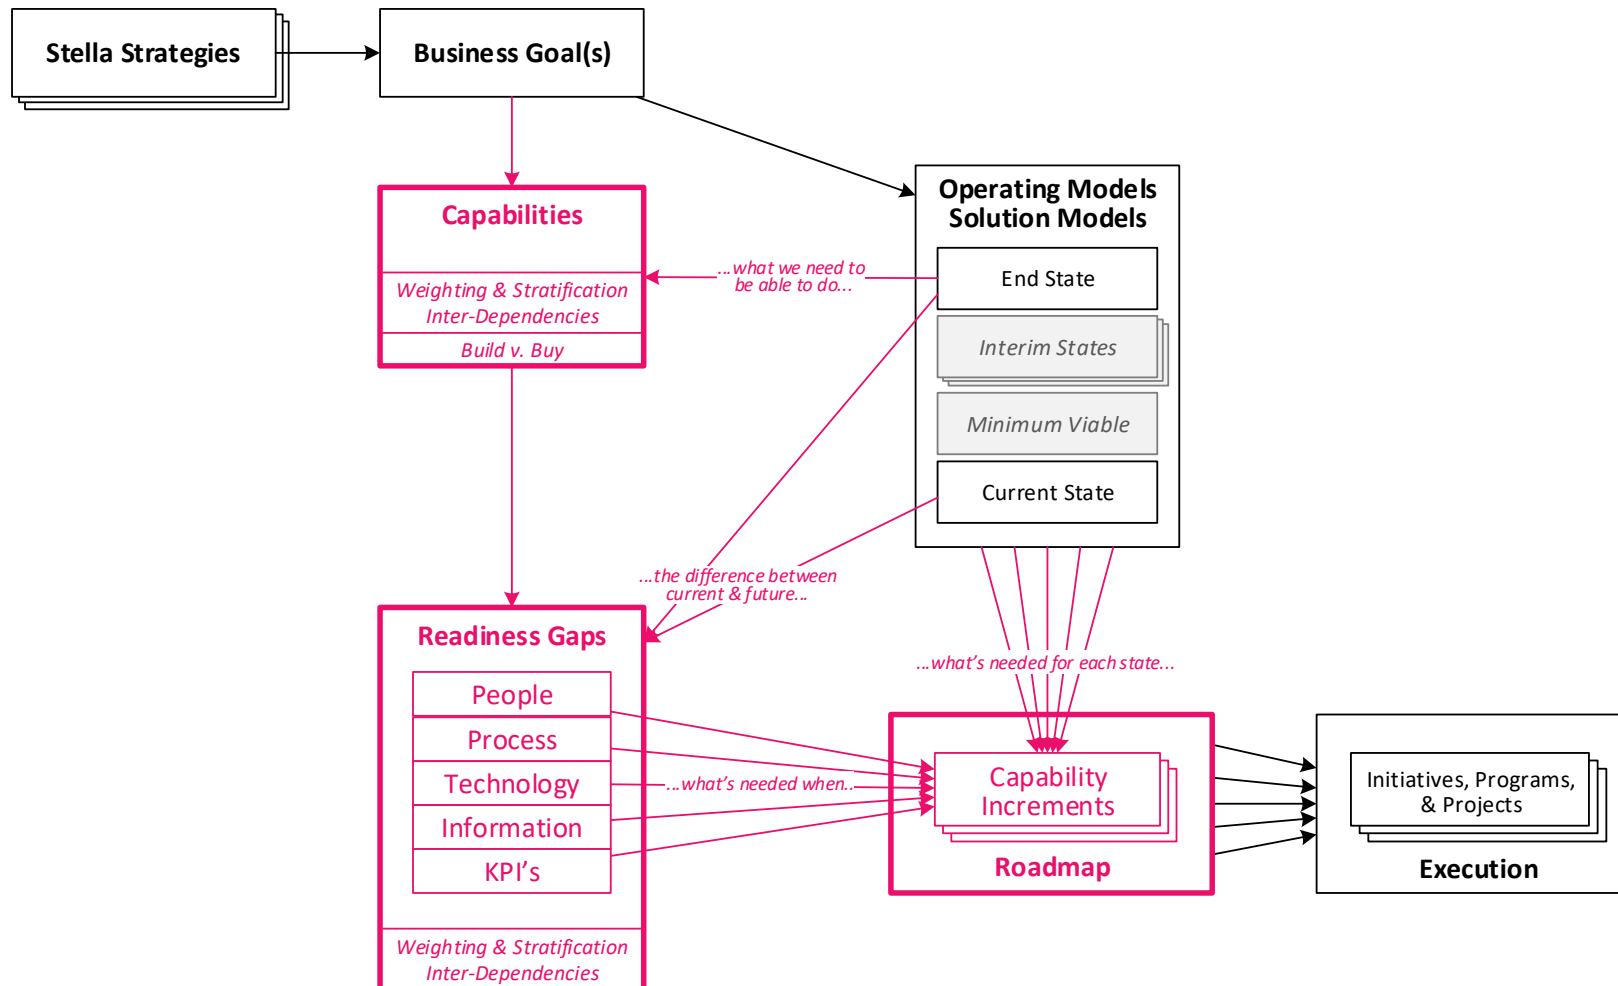 Stella Strategies
Business Goal(s)
Capabilities
Weighting & Stratification
Inter-Dependencies
Build v. Buy
Operating Models
Solution Models
End State
Interim States
Minimum Viable
Current State
...what we need to
be able to do...
...the difference between
current & future...
...what's needed for each state...
Readiness Gaps
People
Process
Technology
Information
KPI's
Weighting & Stratification
Inter-Dependencies
...what's needed when..
Capability
Increments
Roadmap
Initiatives, Programs,
& Projects
Execution